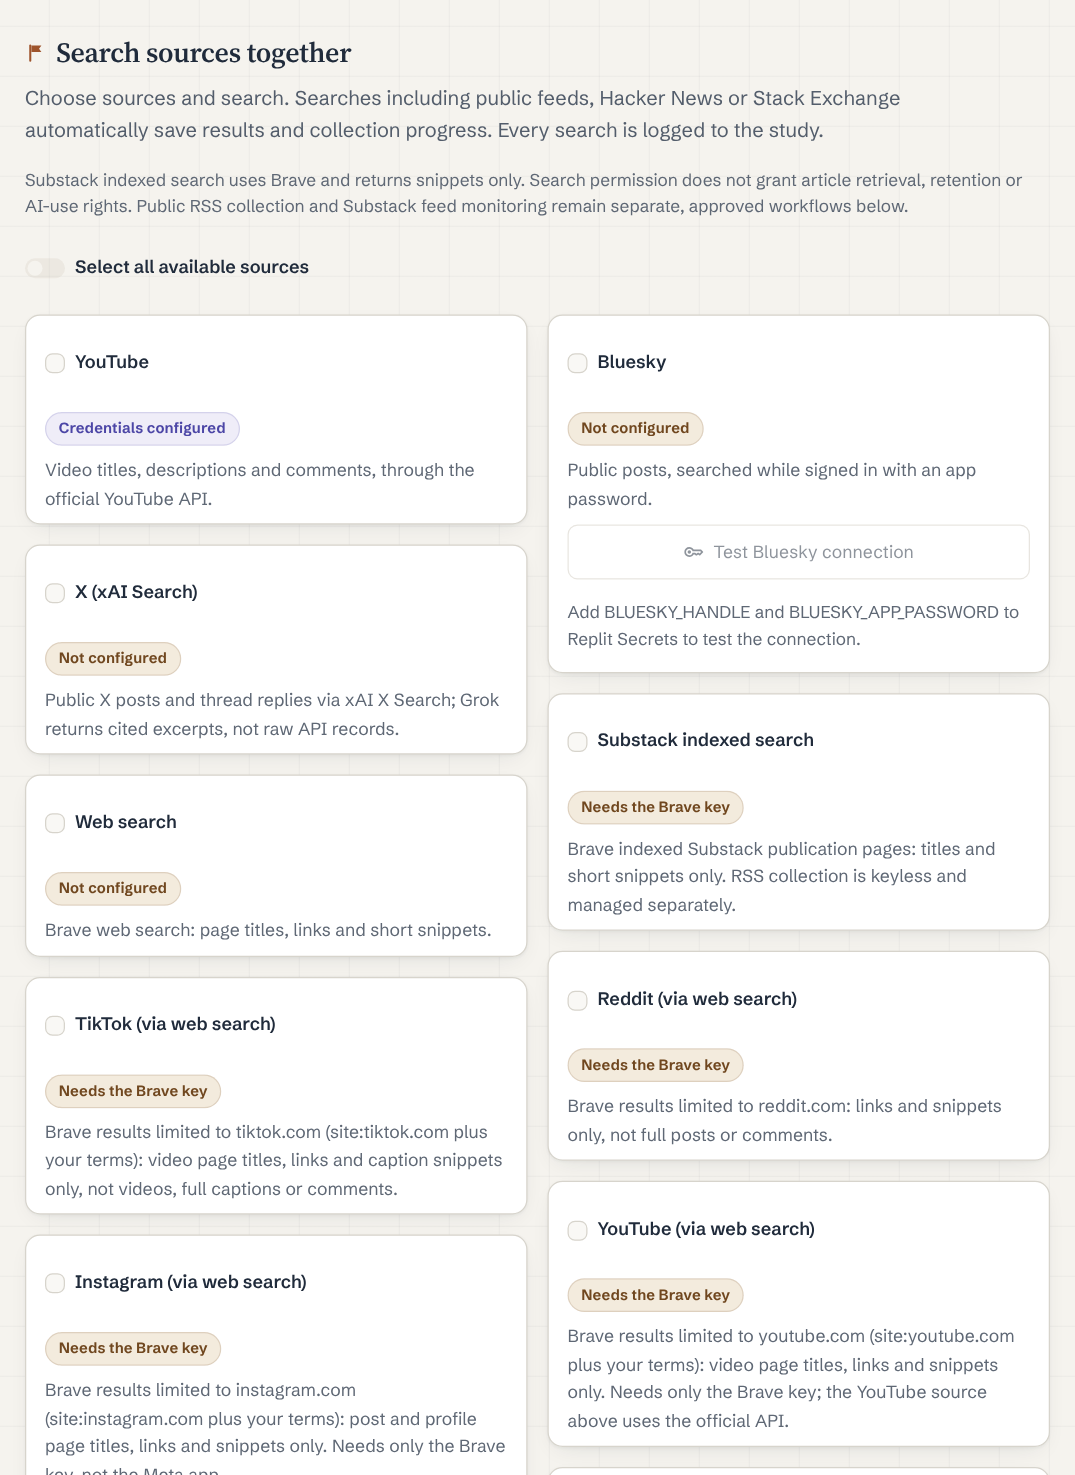 Search sources together
Choose sources and search. Searches including public feeds, Hacker News or Stack Exchange
automatically save results and collection progress. Every search is logged to the study.
Substack indexed search uses Brave and returns snippets only. Search permission does not grant article retrieval, retention or
AI-use rights. Public RSS collection and Substack feed monitoring remain separate, approved workflows below.
Select all available sources
YouTube
Credentials configured
Video titles, descriptions and comments, through the
official YouTube API.
X (xAI Search)
Not configured
Public X posts and thread replies via xAI X Search; Grok
returns cited excerpts, not raw API records.
Web search
Not configured
Brave web search: page titles, links and short snippets.
TikTok (via web search)
Needs the Brave key
Brave results limited to tiktok.com (site:tiktok.com plus
your terms): video page titles, links and caption snippets
only, not videos, full captions or comments.
Instagram (via web search)
Needs the Brave key
Brave results limited to instagram.com
(site:instagram.com plus your terms): post and profile
page titles, links and snippets only. Needs only the Brave
key, not the Meta app.
Bluesky
Not configured
Public posts, searched while signed in with an app
password.
Test Bluesky connection
Add BLUESKY_HANDLE and BLUESKY_APP_PASSWORD to
Replit Secrets to test the connection.
Substack indexed search
Needs the Brave key
Brave indexed Substack publication pages: titles and
short snippets only. RSS collection is keyless and
managed separately.
Reddit (via web search)
Needs the Brave key
Brave results limited to reddit.com: links and snippets
only, not full posts or comments.
YouTube (via web search)
Needs the Brave key
Brave results limited to youtube.com (site:youtube.com
plus your terms): video page titles, links and snippets
only. Needs only the Brave key; the YouTube source
above uses the official API.